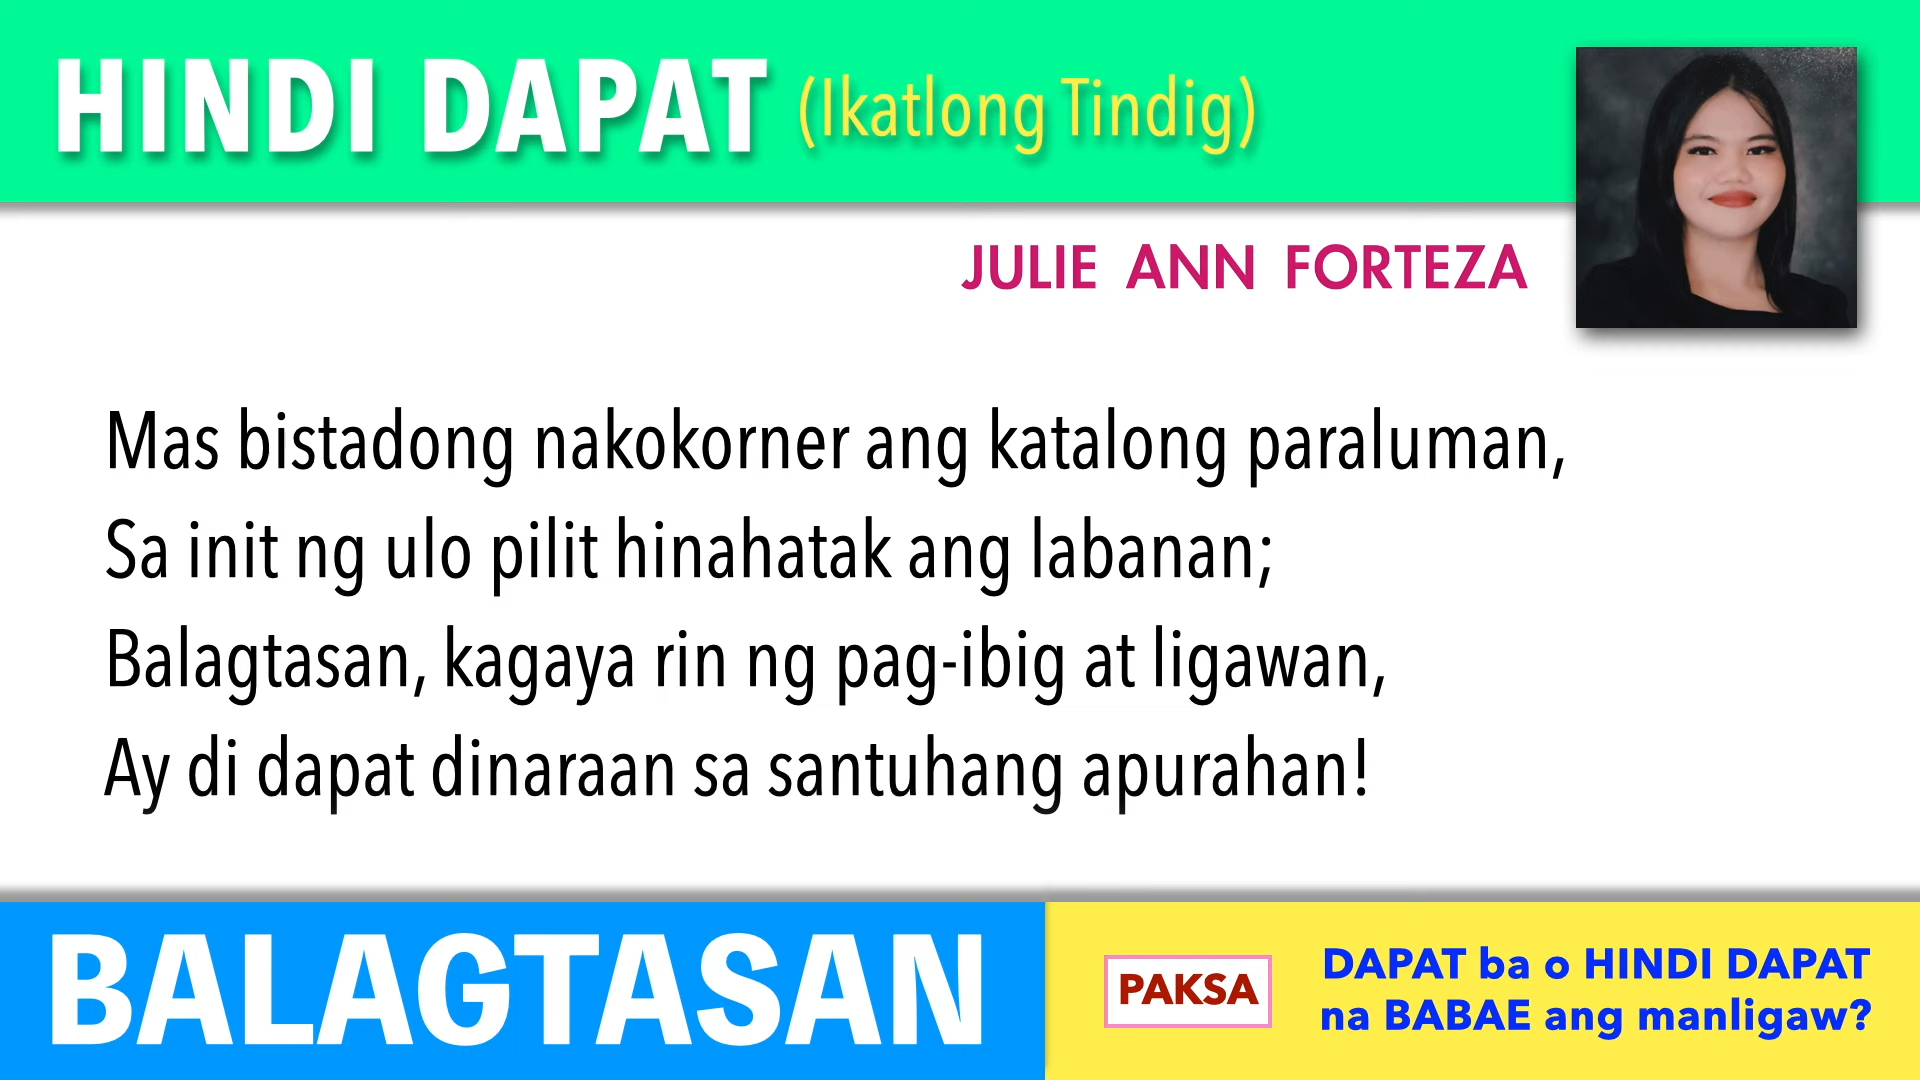 HINDI DAPAT (Ikatlong Tindig)
JULIE ANN FORTEZA
Mas bistadong nakokorner ang katalong paraluman,
Sa init ng ulo pilit hinahatak ang labanan;
Balagtasan, kagaya rin ng pag-ibig at ligawan,
Ay di dapat dinaraan sa santuhang apurahan!
BALAGTASAN
PAKSA
DAPAT ba o HINDI DAPAT
na BABAE ang manligaw?